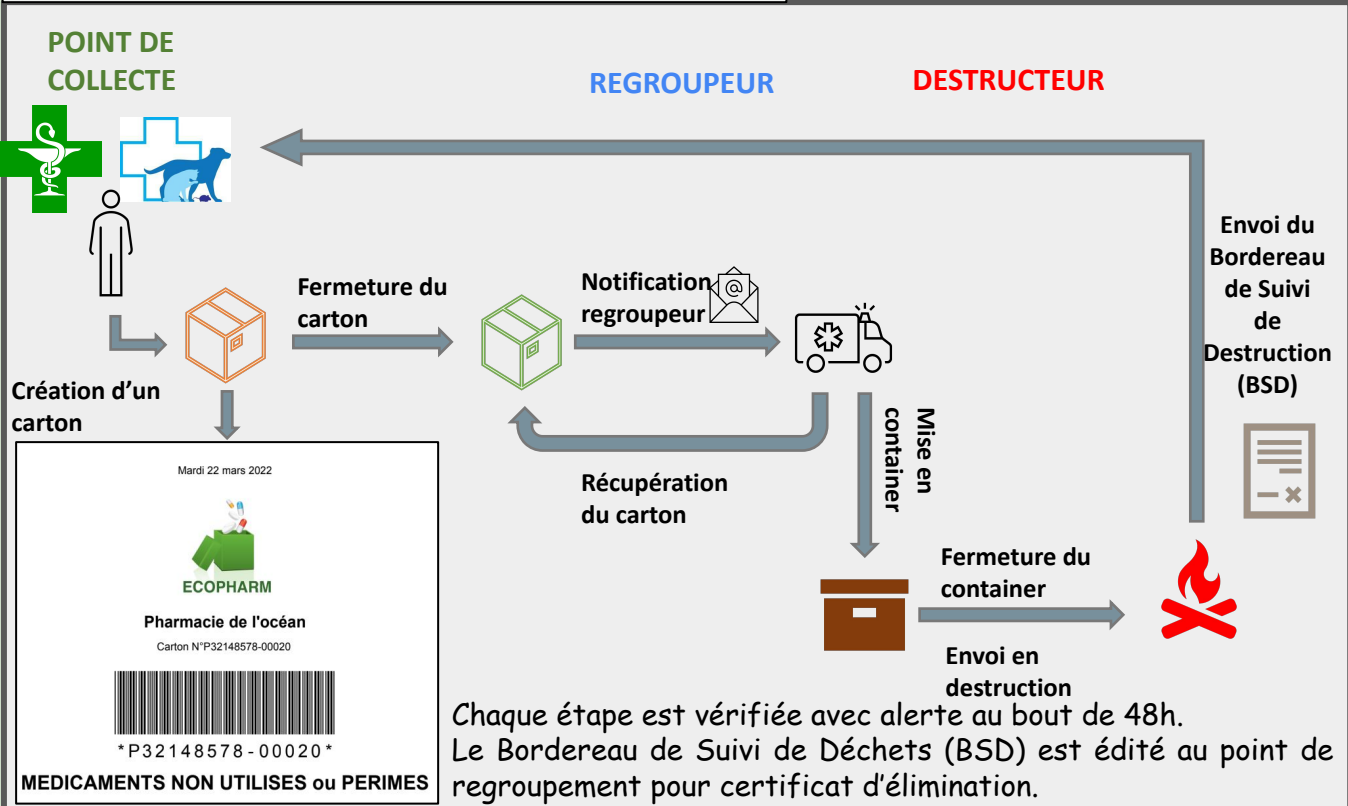 POINT DE
COLLECTE
REGROUPEUR
DESTRUCTEUR
Envoi du
Bordereau
de Suivi
de
Destruction
(BSD)
Fermeture du
carton
Notification
regroupeur
@
Création d'un
carton
Récupération
du carton
Mise en
container
Fermeture du
container
Envoi en
destruction
Mardi 22 mars 2022
ECOPHARM
Pharmacie de l'océan
Carton N°P32148578-00020
*P32148578-00020*
MEDICAMENTS NON UTILISES ou PERIMES
Chaque étape est vérifiée avec alerte au bout de 48h.
Le Bordereau de Suivi de Déchets (BSD) est édité au point de
regroupement pour certificat d'élimination.